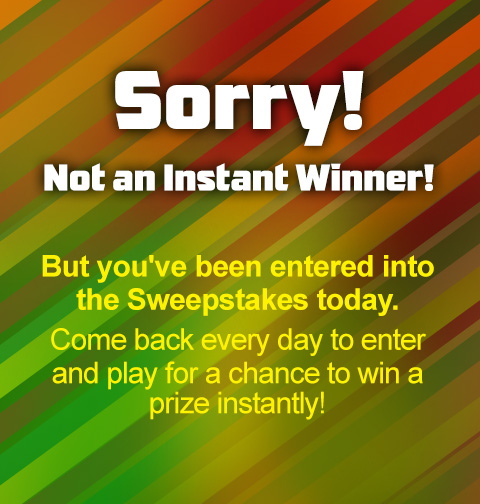 Sorry!
Not an Instant Winner!
But you've been entered into
the Sweepstakes today.
Come back every day to enter
and play for a chance to win a
prize instantly!